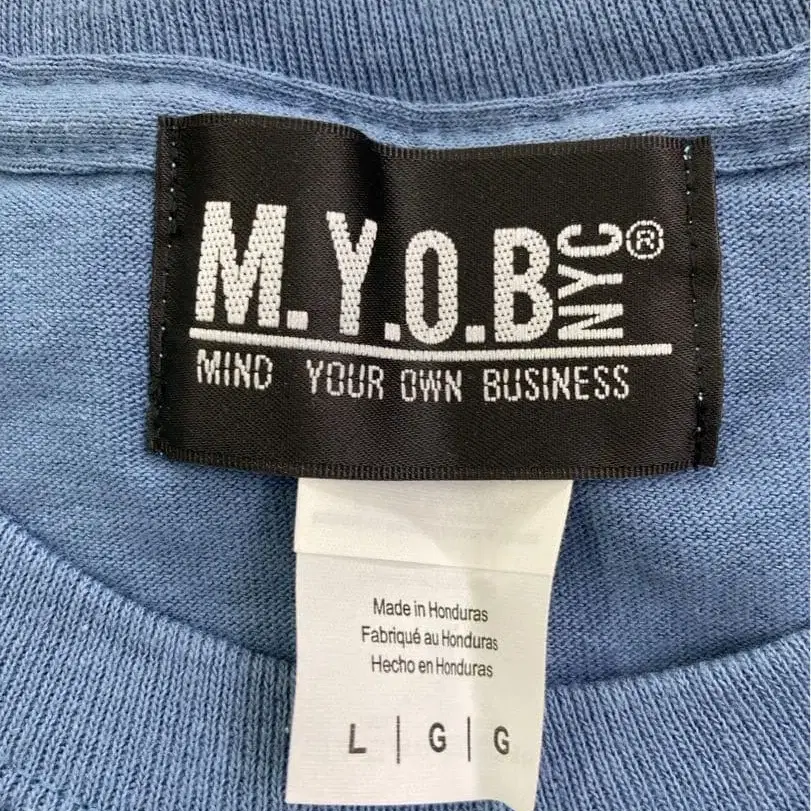 M.Y.O.B NYC®
MIND YOUR OWN BUSINESS
Made in Honduras
Fabriqué au Honduras
Hecho en Honduras
L | G | G